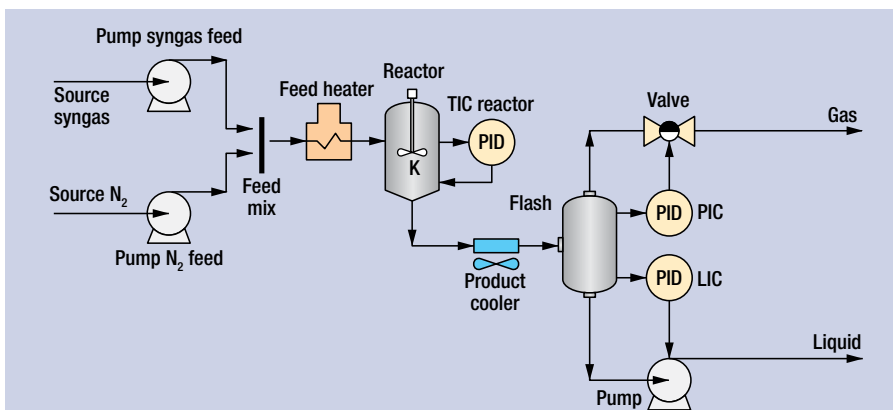 Pump syngas feed
Source
syngas
Source N₂
Pump N₂ feed
Feed
mix
Feed heater
Reactor
K
TIC reactor
PID
Product
cooler
Flash
Valve
Gas
PID
PIC
PID
LIC
Liquid
Pump